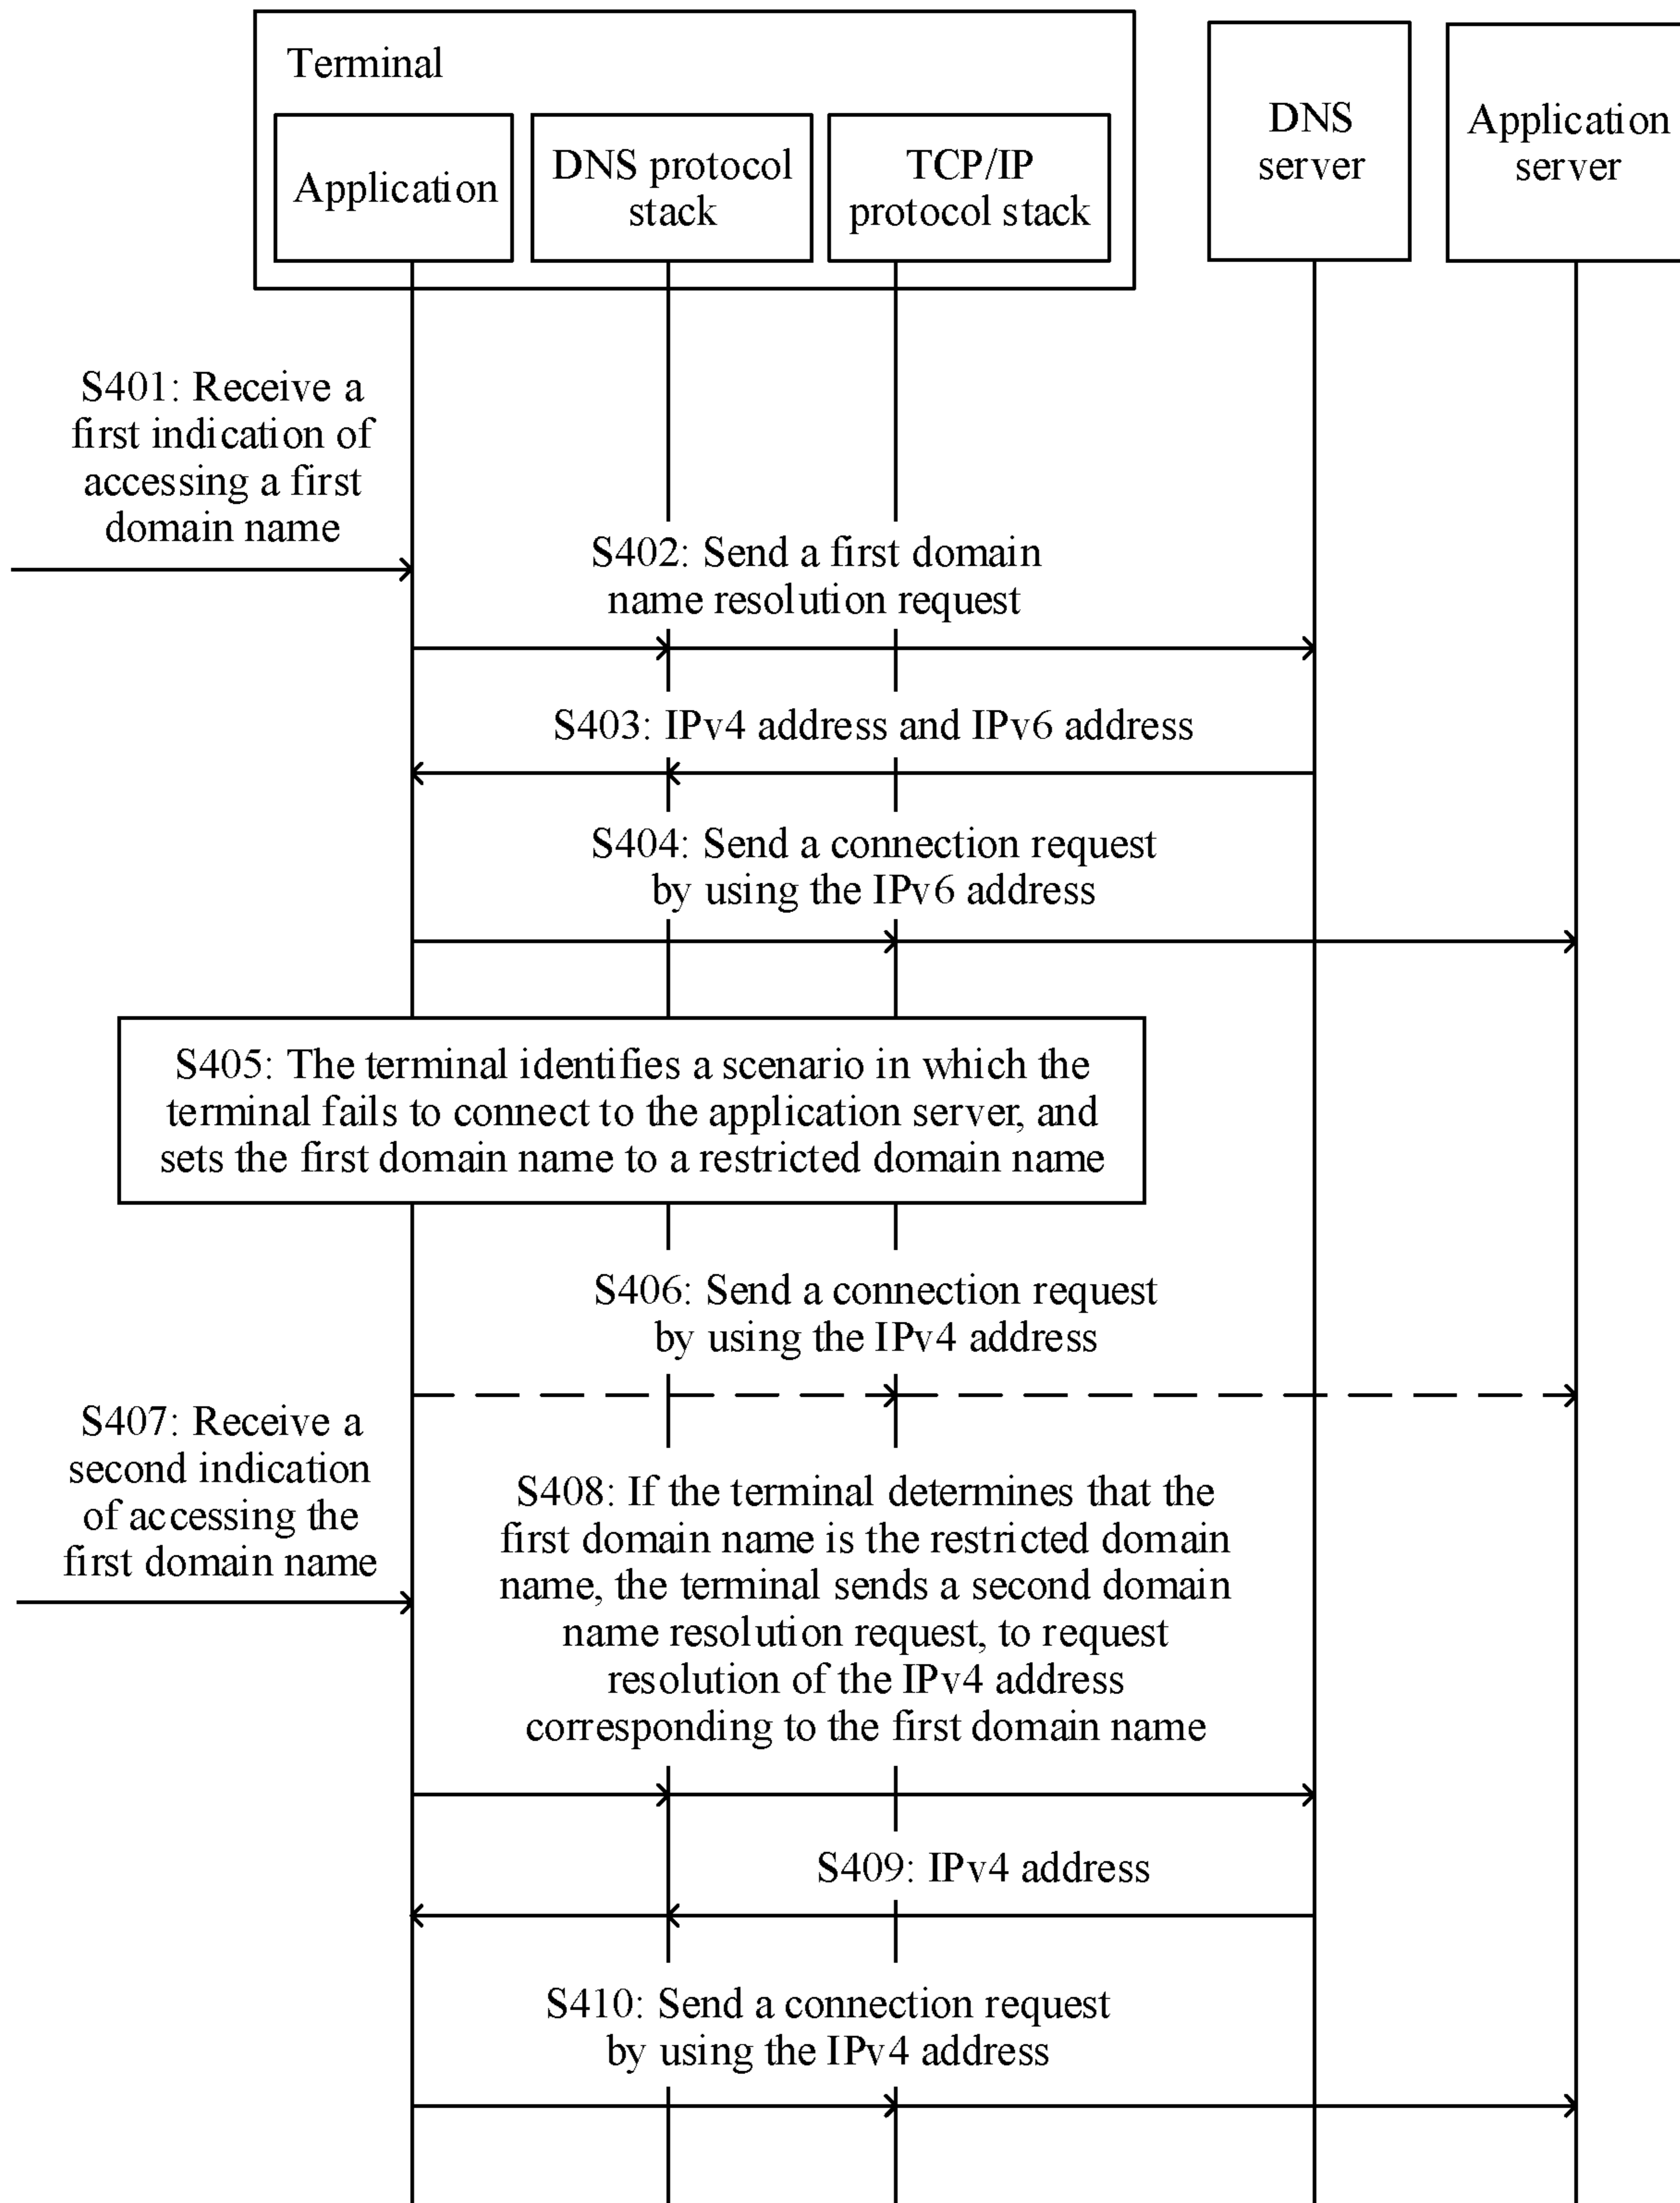 Terminal
Application
DNS protocol
stack
TCP/IP
protocol stack
DNS
server
Application
server
S401: Receive a
first indication of
accessing a first
domain name
S402: Send a first domain
name resolution request
S403: IPv4 address and IPv6 address
S404: Send a connection request
by using the IPv6 address
S405: The terminal identifies a scenario in which the
terminal fails to connect to the application server, and
sets the first domain name to a restricted domain name
S406: Send a connection request
by using the IPv4 address
S407: Receive a
second indication
of accessing the
first domain name
S408: If the terminal determines that the
first domain name is the restricted domain
name, the terminal sends a second domain
name resolution request, to request
resolution of the IPv4 address
corresponding to the first domain name
S409: IPv4 address
S410: Send a connection request
by using the IPv4 address